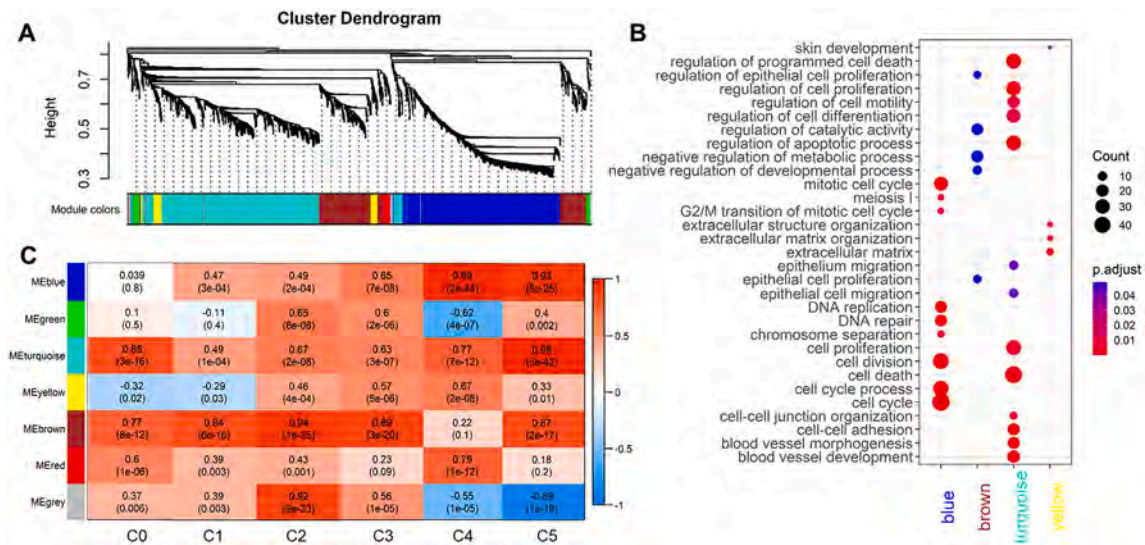 A
Cluster Dendrogram
Height
0.7
0.5
0.3
Module colors
B
skin development
regulation of programmed cell death
regulation of epithelial cell proliferation
regulation of cell proliferation
regulation of cell motility
regulation of cell differentiation
regulation of catalytic activity
regulation of apoptotic process
negative regulation of metabolic process
negative regulation of developmental process
mitotic cell cycle
meiosis I
G2/M transition of mitotic cell cycle
extracellular structure organization
extracellular matrix organization
extracellular matrix
epithelium migration
epithelial cell proliferation
epithelial cell migration
DNA replication
DNA repair
chromosome separation
cell proliferation
cell division
cell death
cell cycle process
cell cycle
cell-cell junction organization
cell-cell adhesion
blood vessel morphogenesis
blood vessel development
blue
brown
turquoise
yellow
Count
10
20
30
40
p.adjust
0.04
0.03
0.02
0.01
C
MEblue
0.039 0.47 0.49 0.65 0.93
(0.8) (3e-04) (2e-04) (7e-08)
MEgreen
0.1 -0.11 0.65 0.6 -0.62 0.4
(0.5) (0.4) (8e-08) (2e-06) (4e-07) (0.002)
MEturquoise
0.85 0.49 0.67 0.63 0.77 0.98
(3e-16) (1e-04) (2e-08) (3e-07) (7e-12)
MEyellow
-0.32 -0.29 0.46 0.57 0.67 0.33
(0.02) (0.03) (4e-04) (5e-06) (2e-08) (0.01)
MEbrown
0.77 0.84 0.94 0.89 0.22 0.87
(3e-20) (0.1) (2e-17)
MEred
0.6 0.39 0.43 0.23 0.79 0.18
(1e-06) (0.003) (0.001) (0.09) (1e-12) (0.2)
MEgrey
0.37 0.39 0.92 0.56 -0.55 -0.89
(0.006) (0.003) (1e-05) (1e-05)
C0 C1 C2 C3 C4 C5
1
0.5
0
-0.5
-1